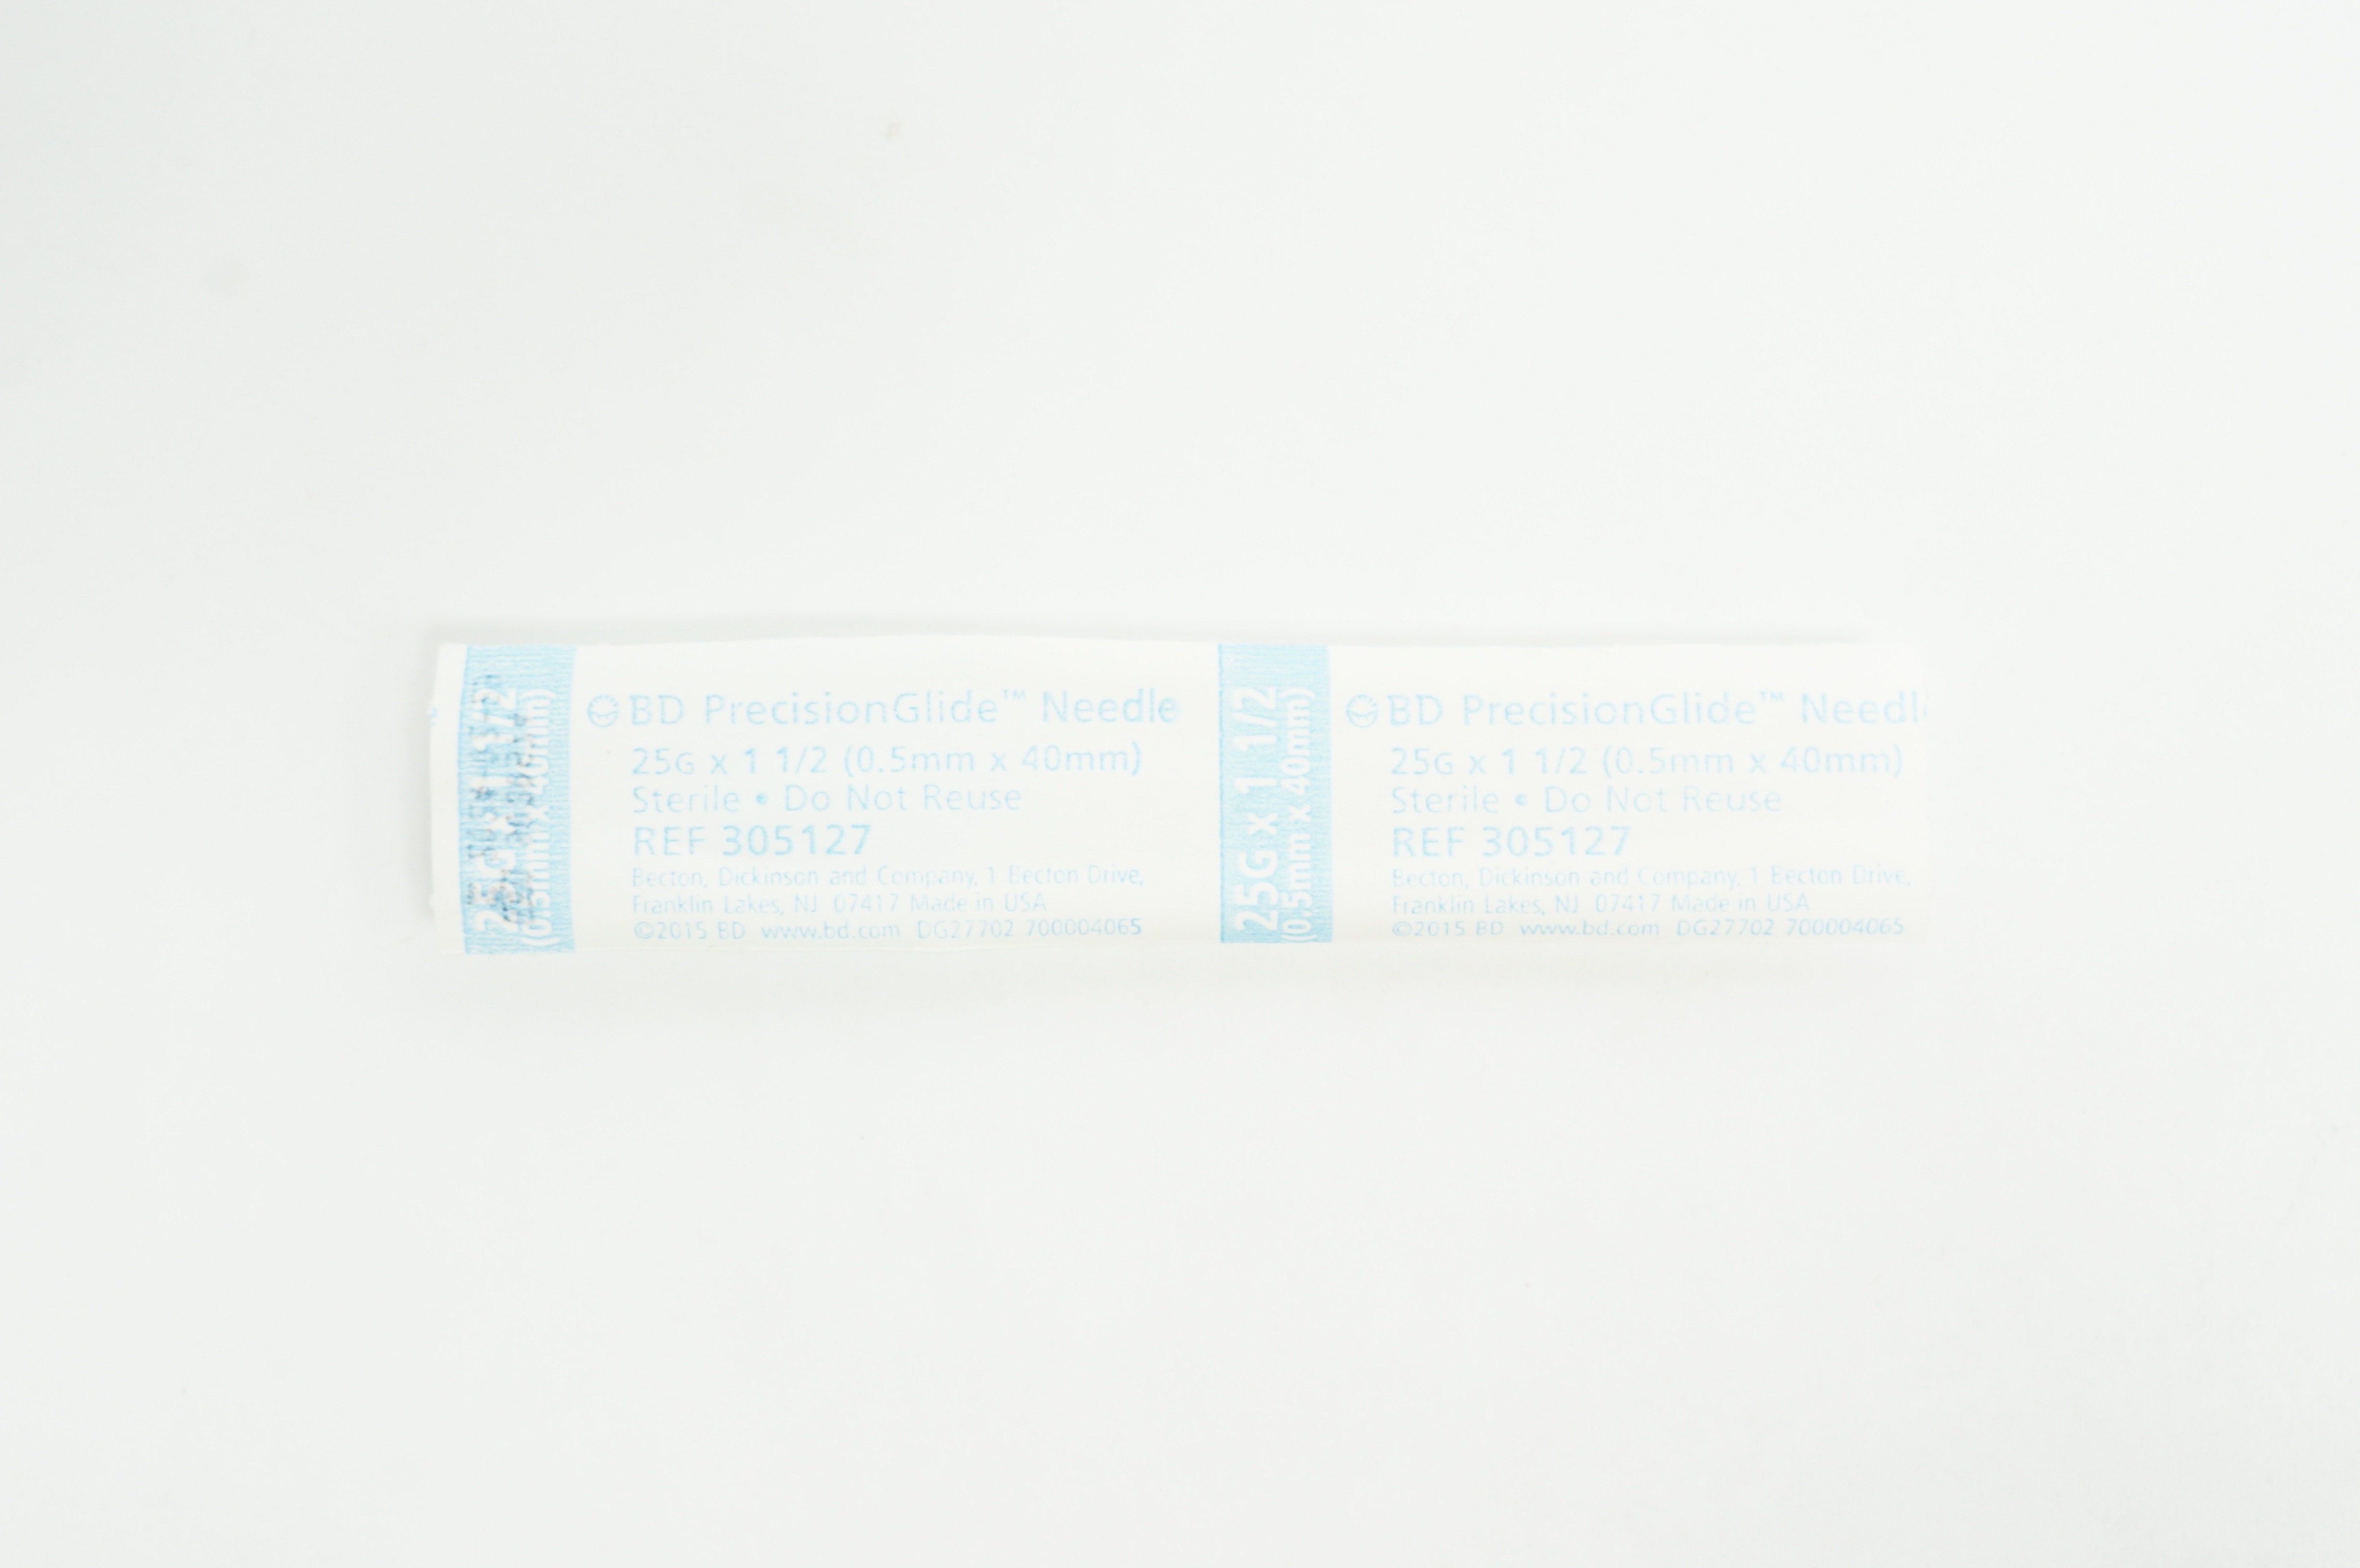 25G x 1 1/2
(0.5mm x 40mm)
BD PrecisionGlide™ Needle
25G x 1 1/2 (0.5mm x 40mm)
Sterile • Do Not Reuse
REF 305127
Becton, Dickinson and Company, 1 Becton Drive,
Franklin Lakes, NJ 07417 Made in USA
©2015 BD www.bd.com DG27702 700004065
25G x 1 1/2
(0.5mm x 40mm)
BD PrecisionGlide™ Needl
25G x 1 1/2 (0.5mm x 40mm)
Sterile • Do Not Reuse
REF 305127
Becton, Dickinson and Company, 1 Becton Drive,
Franklin Lakes, NJ 07417 Made in USA
©2015 BD www.bd.com DG27702 700004065